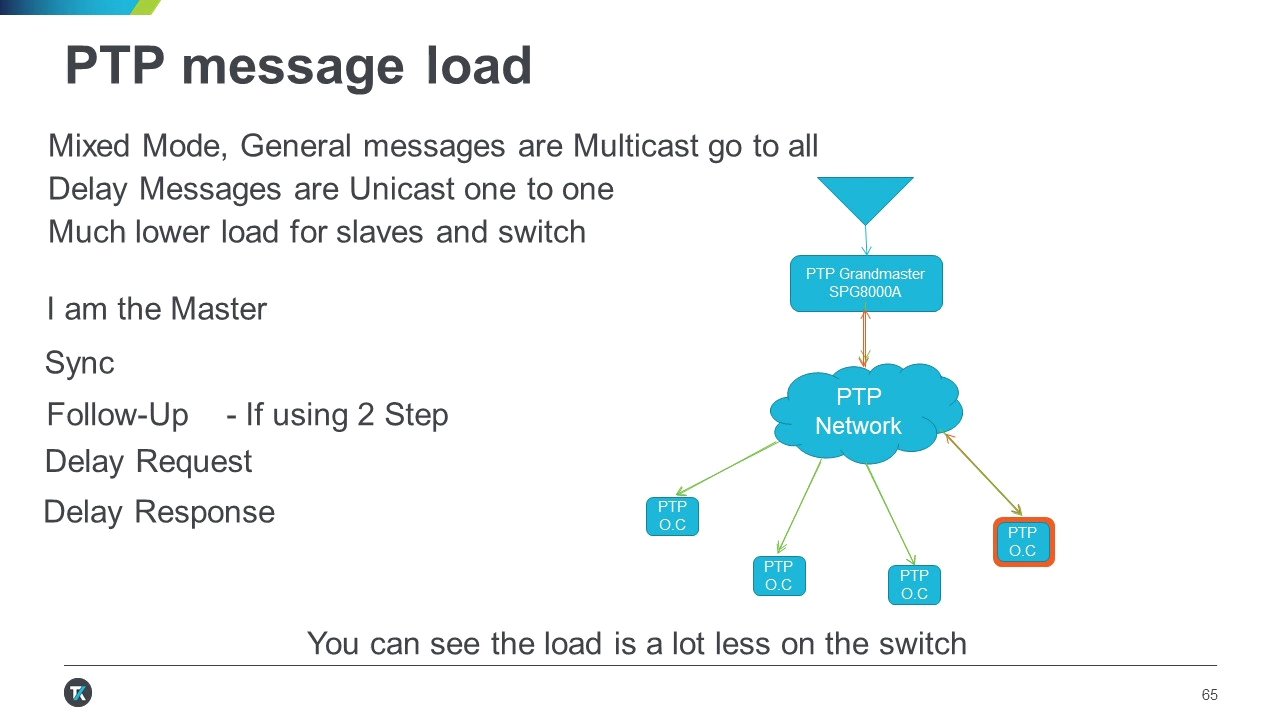 PTP message load
Mixed Mode, General messages are Multicast go to all
Delay Messages are Unicast one to one
Much lower load for slaves and switch
I am the Master
Sync
Follow-Up - If using 2 Step
Delay Request
Delay Response
PTP Grandmaster
SPG8000A
PTP
Network
PTP
O.C
PTP
O.C
PTP
O.C
PTP
O.C
You can see the load is a lot less on the switch
TK
65